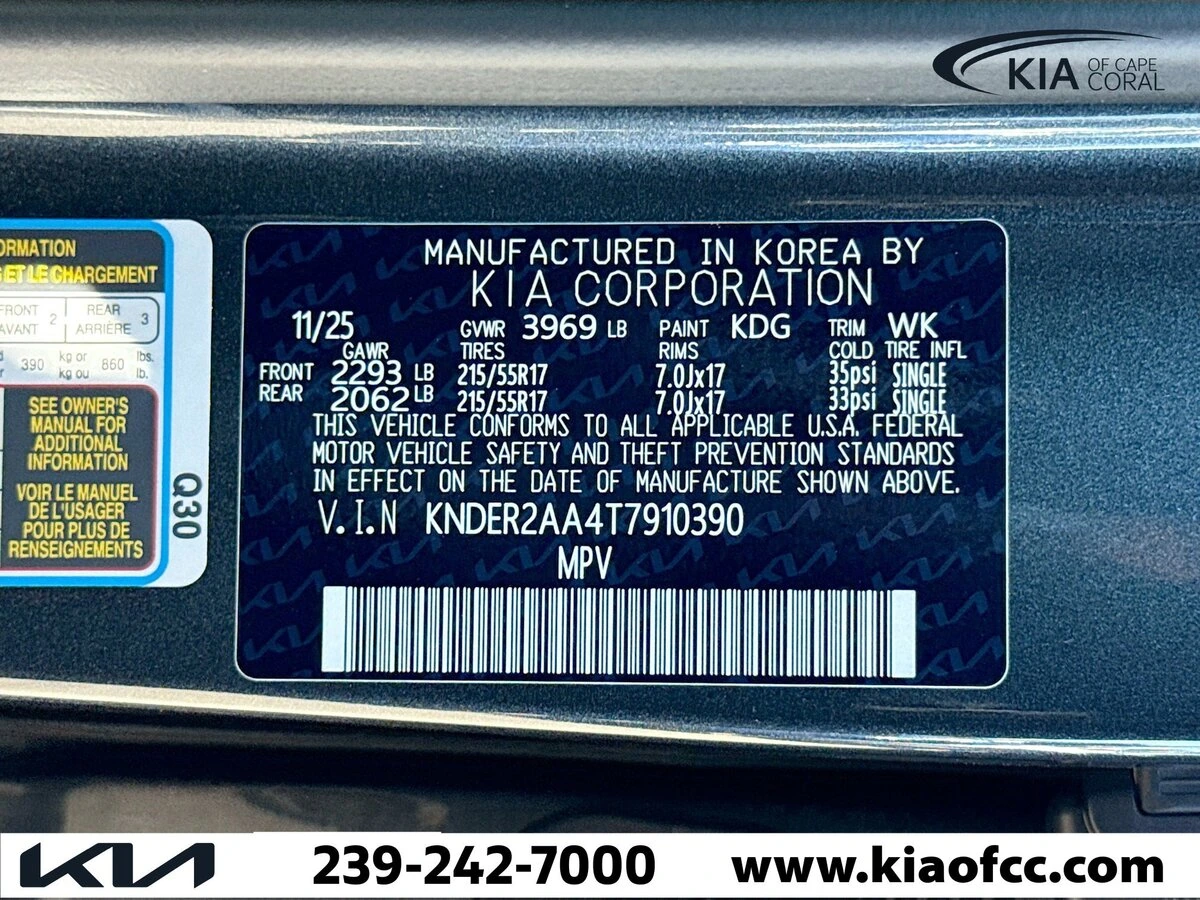 KIA OF CAPE CORAL
ORMATION
ET LE CHARGEMENT
FRONT AVANT 2 REAR ARRIÈRE 3
390 kg or kg ou 860 lbs. lb.
SEE OWNER'S
MANUAL FOR
ADDITIONAL
INFORMATION
VOIR LE MANUEL
DE L'USAGER
POUR PLUS DE
RENSEIGNEMENTS
Q30
MANUFACTURED IN KOREA BY
KIA CORPORATION
11/25 GVWR 3969 LB PAINT KDG TRIM WK
GAWR TIRES RIMS COLD TIRE INFL
FRONT 2293 LB 215/55R17 7.0Jx17 35psi SINGLE
REAR 2062 LB 215/55R17 7.0Jx17 33psi SINGLE
THIS VEHICLE CONFORMS TO ALL APPLICABLE U.S.A. FEDERAL
MOTOR VEHICLE SAFETY AND THEFT PREVENTION STANDARDS
IN EFFECT ON THE DATE OF MANUFACTURE SHOWN ABOVE.
V.I.N KNDER2AA4T7910390
MPV
KIA 239-242-7000 www.kiaofcc.com